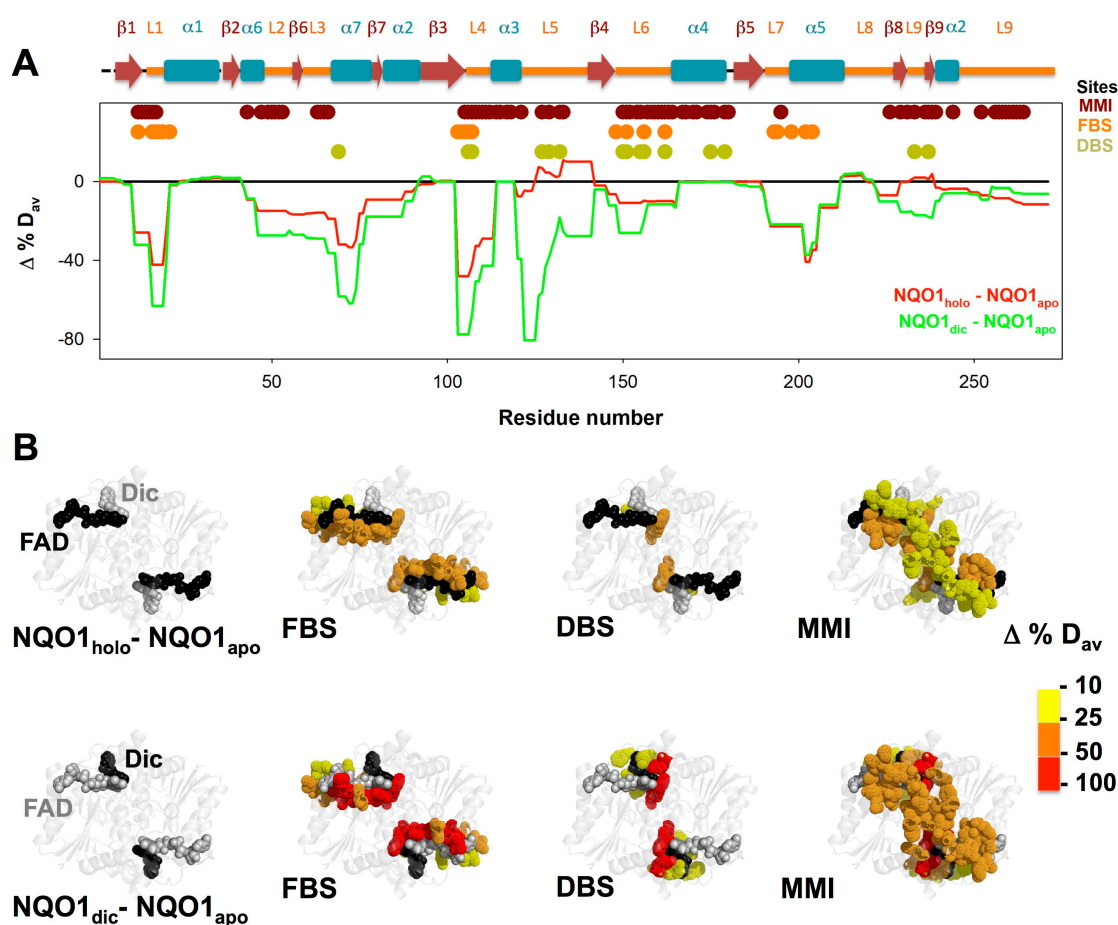 β1 L1 α1 β2 α6 L2 β6 L3 α7 β7 α2 β3 L4 α3 L5 β4 L6 α4 β5 L7 α5 L8 β8 L9 β9 α2 L9
A
Sites
MMI
FBS
DBS
0
-40
-80
Δ % Dav
NQO1holo - NQO1apo
NQO1dic - NQO1apo
50 100 150 200 250
Residue number
B
Dic
FAD
NQO1holo- NQO1apo
FBS
DBS
MMI
Δ % Dav
- 10
- 25
- 50
- 100
Dic
FAD
NQO1dic- NQO1apo
FBS
DBS
MMI